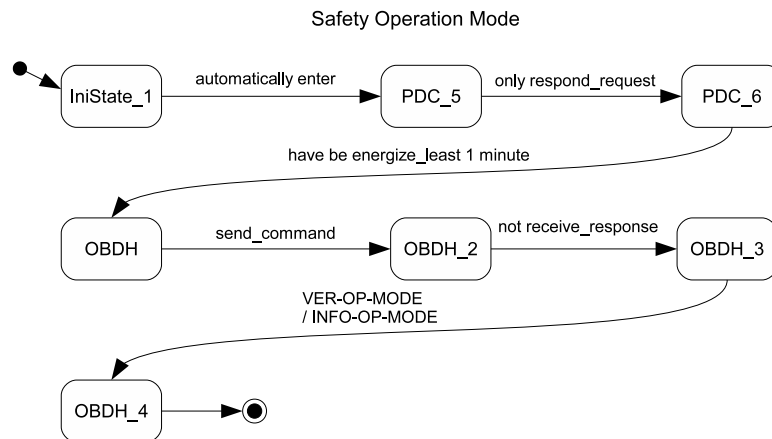 Safety Operation Mode
IniState_1
automatically enter
PDC_5
only respond_request
PDC_6
have be energize_least 1 minute
OBDH
send_command
OBDH_2
not receive_response
OBDH_3
VER-OP-MODE
/ INFO-OP-MODE
OBDH_4